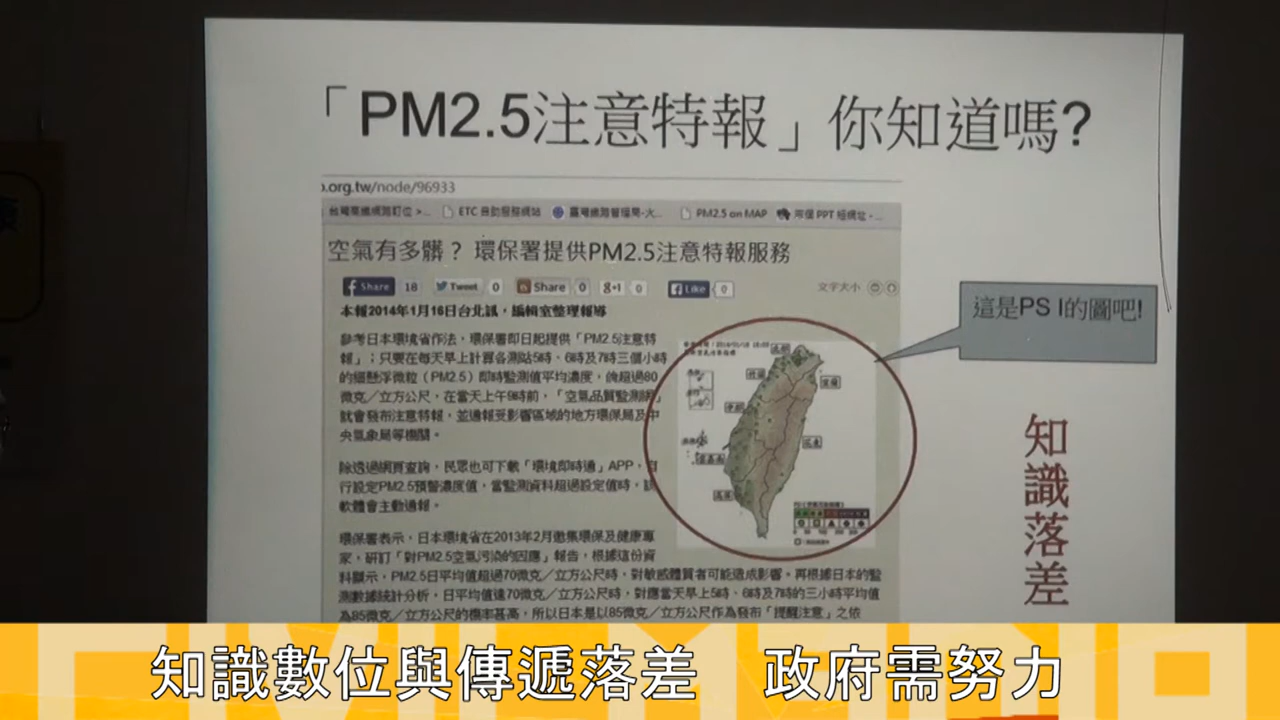 「PM2.5注意特報」你知道嗎?
o.org.tw/node/96933
ETC 自助服務網站
PM2.5 on MAP
空氣有多髒？ 環保署提供PM2.5注意特報服務
Share 18 Tweet 0 Share 0 g+1 0 Like 0 文字大小
這是PS I的圖吧!
本報2014年1月16日台北訊，編輯室整理報導
參考日本環境省作法，環保署即日起提供「PM2.5注意特
報」；只要在每天早上計算各測站5時、6時及7時三個小時
的細懸浮微粒（PM2.5）即時監測值平均濃度，倘超過80
微克／立方公尺，在當天上午9時前，「空氣品質監測網」
就會發布注意特報，並通報受影響區域的地方環保局及中
央氣象局等機關。
除透過網頁查詢，民眾也可下載「環境即時通」APP，自
行設定PM2.5預警濃度值，當監測資料超過設定值時，該
軟體會主動通報。
環保署表示，日本環境省在2013年2月邀集環保及健康專
家，研訂「對PM2.5空氣污染的因應」報告，根據這份資
料顯示，PM2.5日平均值超過70微克／立方公尺時，對敏感體質者可能造成影響。再根據日本的監
測數據統計分析，日平均值達70微克／立方公尺時，對應當天早上5時、6時及7時的三小時平均值
為85微克／立方公尺的機率甚高，所以日本是以85微克／立方公尺作為發布「提醒注意」之依
知識落差
知識數位與傳遞落差 政府需努力